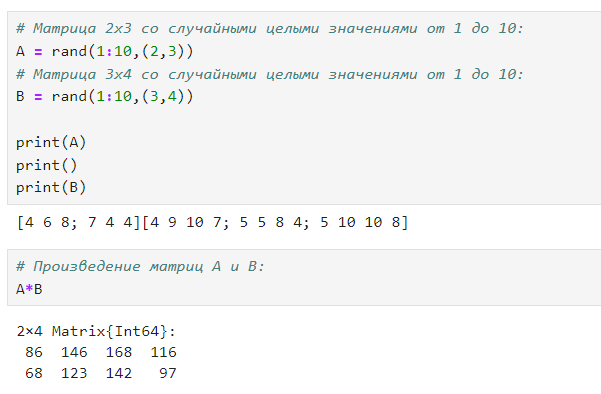 # Матрица 2x3 со случайными целыми значениями от 1 до 10:
A = rand(1:10,(2,3))
# Матрица 3x4 со случайными целыми значениями от 1 до 10:
B = rand(1:10,(3,4))
print(A)
print()
print(B)
[4 6 8; 7 4 4][4 9 10 7; 5 5 8 4; 5 10 10 8]
# Произведение матриц A и B:
A*B
2×4 Matrix{Int64}:
86 146 168 116
68 123 142 97